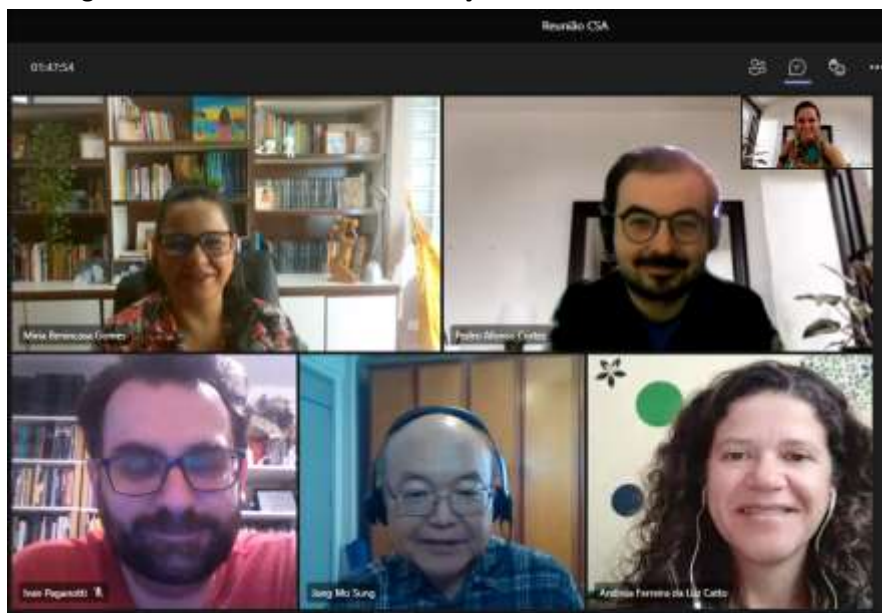 Reunião CSA
01:47:54
Pedro Afonso Cortez
Ivan Paganotti
Jung Mo Sung
Andreia Ferreira da Luz Catto